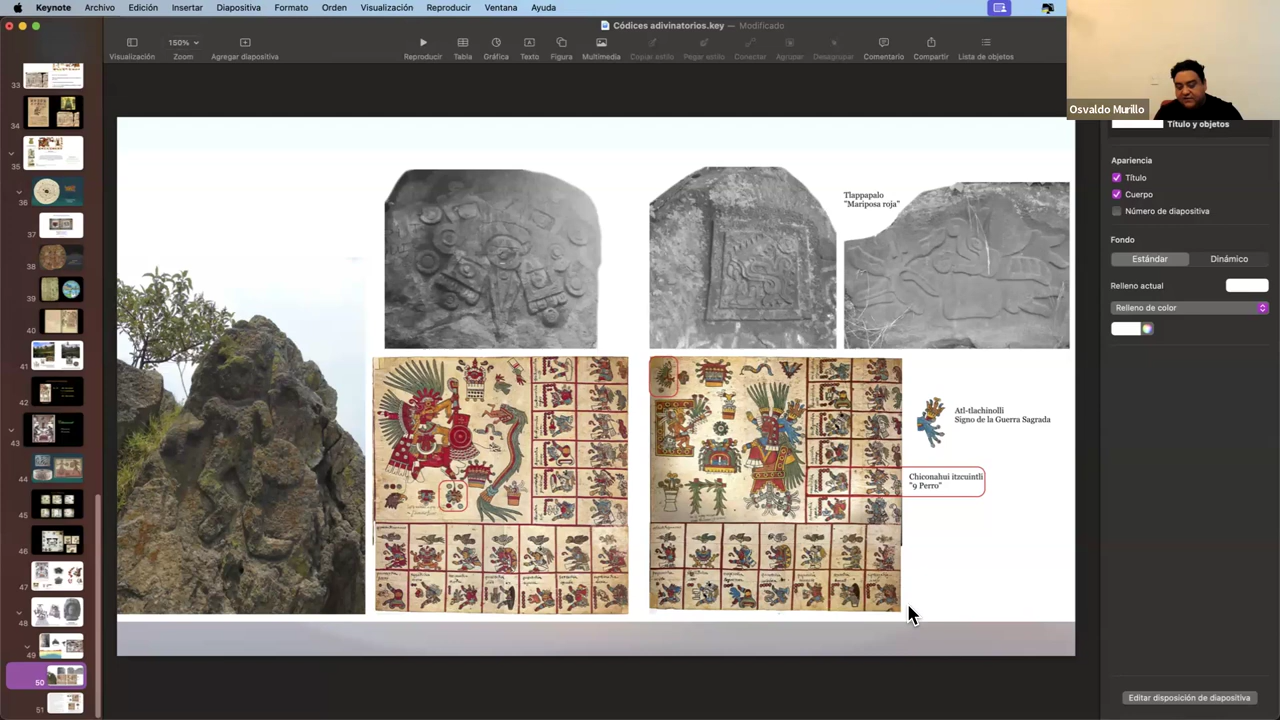 Keynote Archivo Edición Insertar Diapositiva Formato Orden Visualización Reproducir Ventana Ayuda
Códices adivinatorios.key — Modificado
150%
Visualización Zoom Agregar diapositiva Reproducir Tabla Gráfica Texto Figura Multimedia Copiar estilo Pegar estilo Conectar Agrupar Desagrupar Comentario Compartir Lista de objetos
Osvaldo Murillo
Título y objetos
Apariencia
Título
Cuerpo
Número de diapositiva
Fondo
Estándar Dinámico
Relleno actual
Relleno de color
Editar disposición de diapositiva
33
34
35
36
37
38
39
40
41
42
43
44
45
46
47
48
49
50
51
Tlappapalo
"Mariposa roja"
Atl-tlachinolli
Signo de la Guerra Sagrada
Chiconahui itzcuintli
"9 Perro"